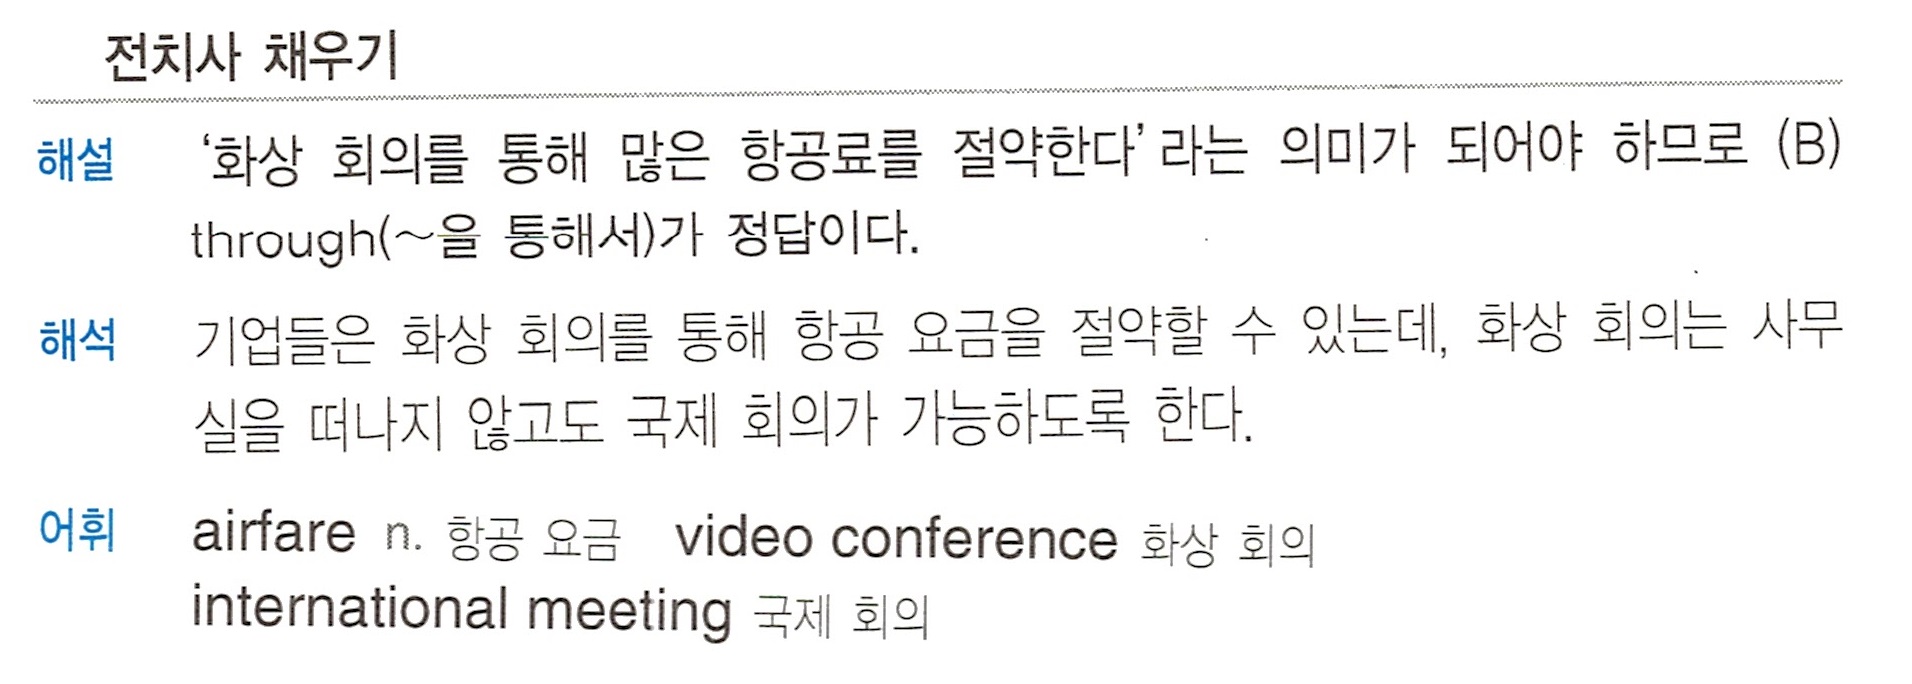 전치사 채우기
해설 ‘화상 회의를 통해 많은 항공료를 절약한다’라는 의미가 되어야 하므로 (B)
through(～을 통해서)가 정답이다.
해석 기업들은 화상 회의를 통해 항공 요금을 절약할 수 있는데, 화상 회의는 사무
실을 떠나지 않고도 국제 회의가 가능하도록 한다.
어휘 airfare n. 항공 요금 video conference 화상 회의
international meeting 국제 회의